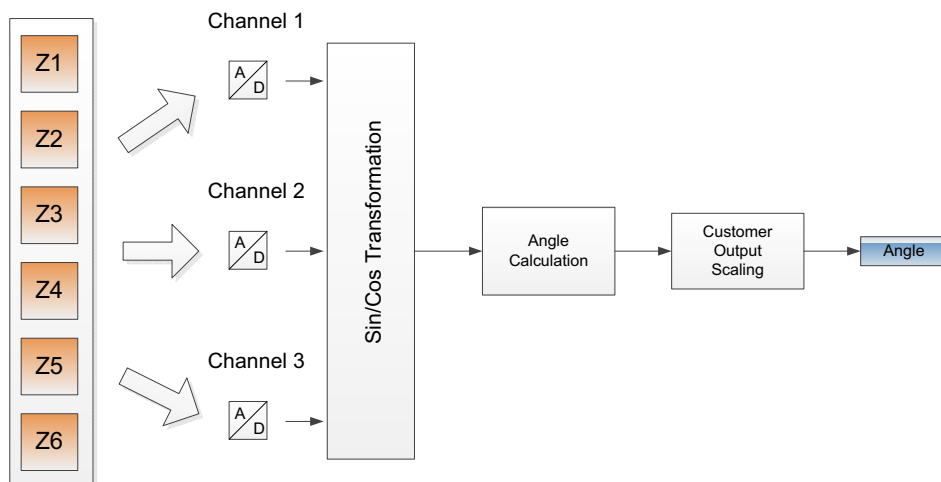 Z1
Z2
Z3
Z4
Z5
Z6
Channel 1
A
D
Channel 2
A
D
Channel 3
A
D
Sin/Cos Transformation
Angle
Calculation
Customer
Output
Scaling
Angle